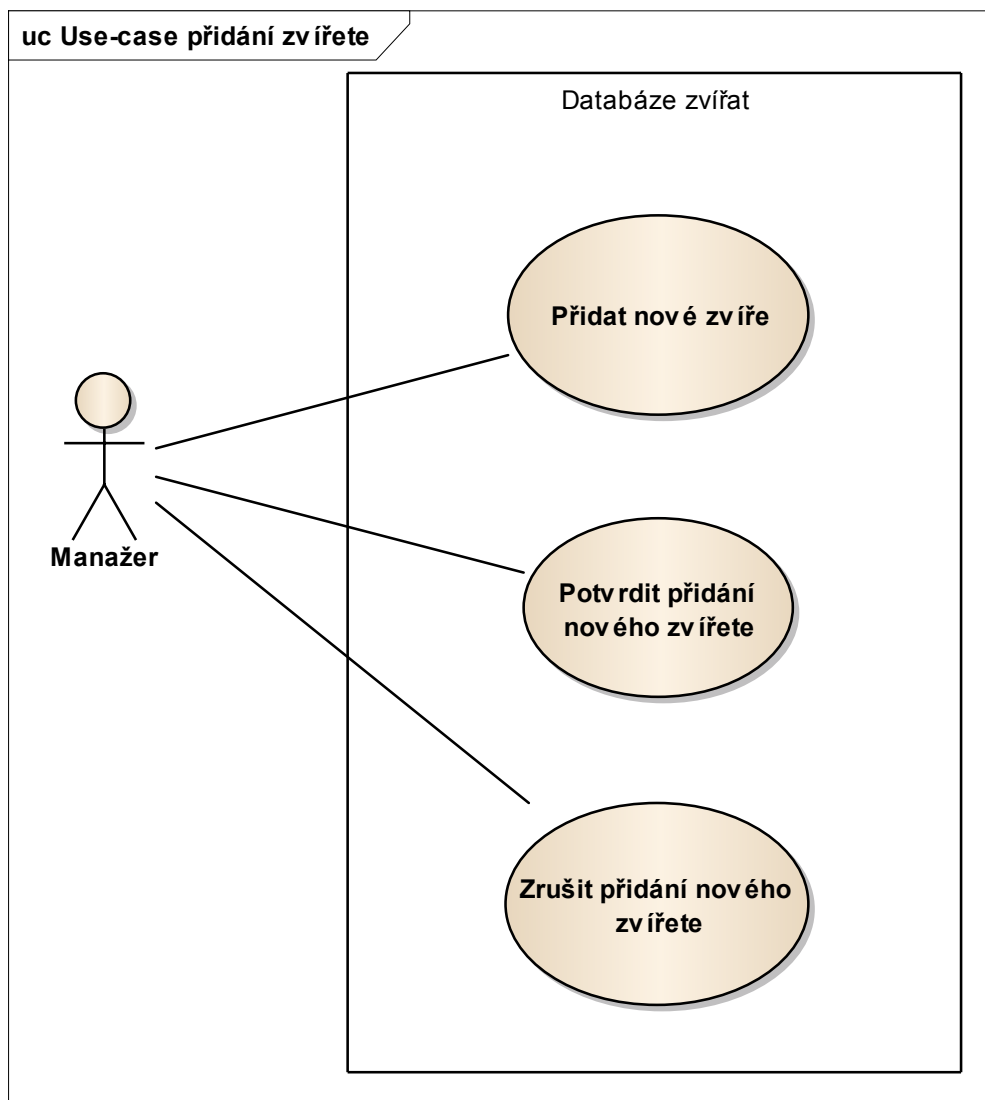 uc Use-case přidání zvířete
Databáze zvířat
Přidat nové zvíře
Manažer
Potvrdit přidání
nového zvířete
Zrušit přidání nového
zvířete